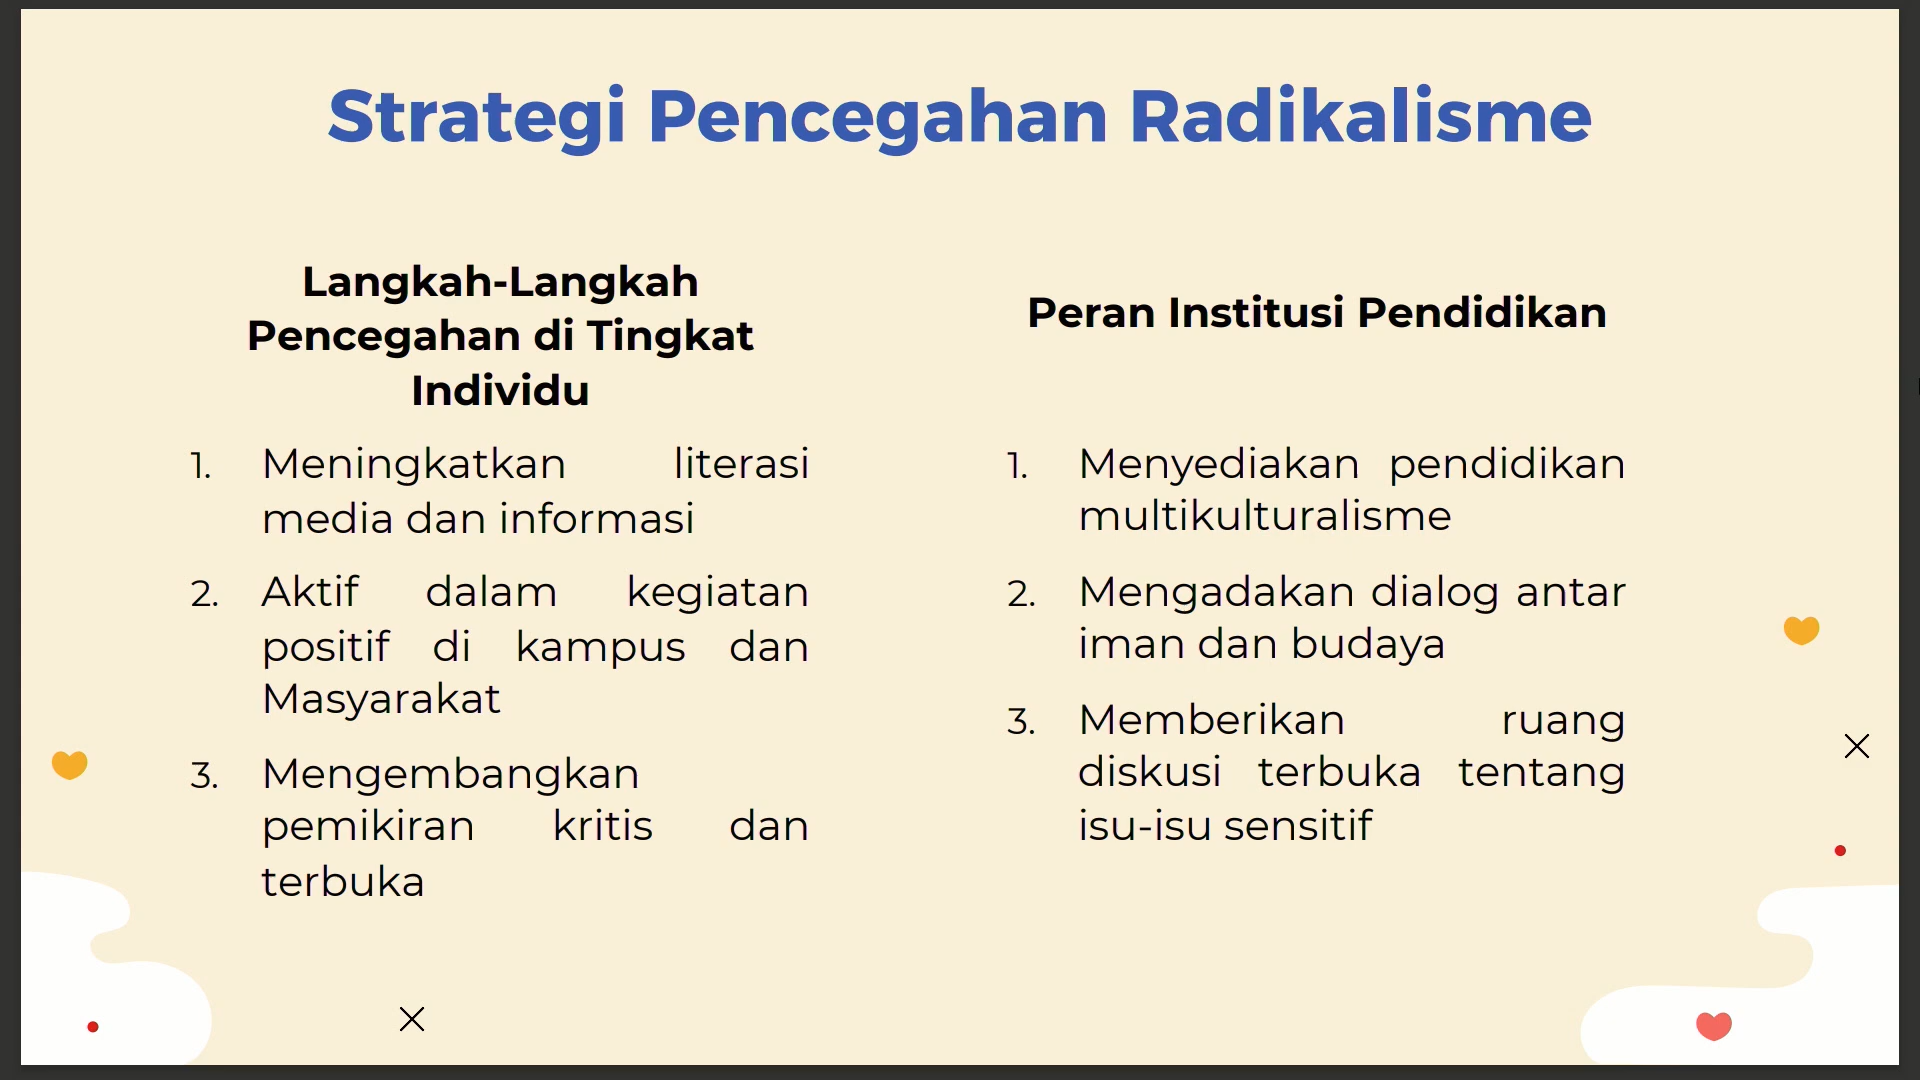 Strategi Pencegahan Radikalisme
Langkah-Langkah
Pencegahan di Tingkat
Individu
1. Meningkatkan literasi
media dan informasi
2. Aktif dalam kegiatan
positif di kampus dan
Masyarakat
3. Mengembangkan
pemikiran kritis dan
terbuka
Peran Institusi Pendidikan
1. Menyediakan pendidikan
multikulturalisme
2. Mengadakan dialog antar
iman dan budaya
3. Memberikan ruang
diskusi terbuka tentang
isu-isu sensitif